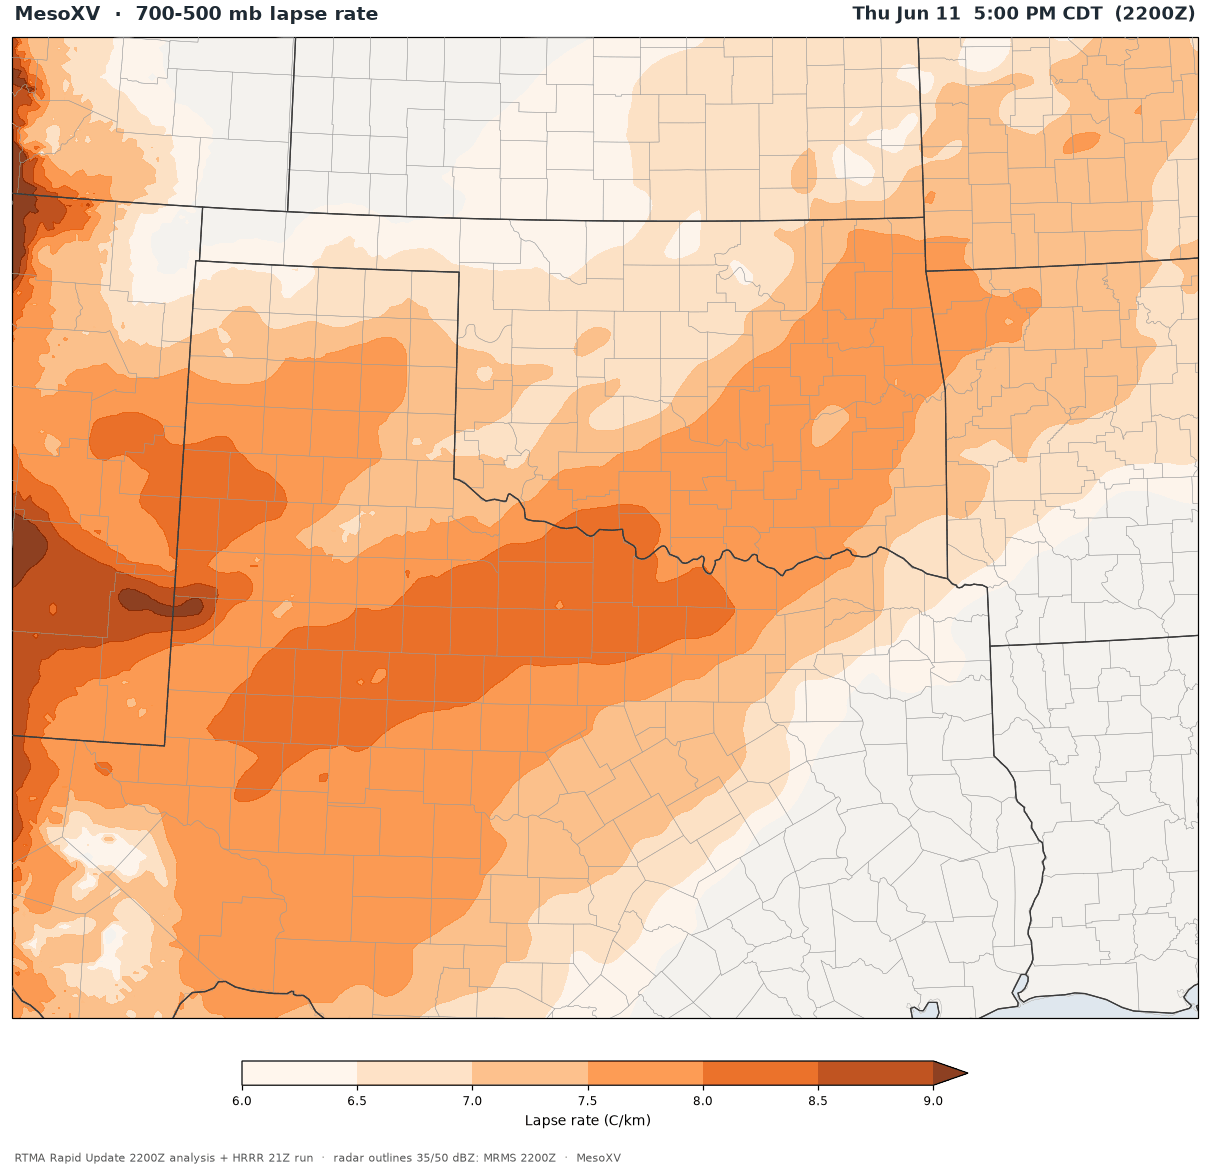 MesoXV · 700-500 mb lapse rate
Thu Jun 11 5:00 PM CDT (2200Z)
6.0 6.5 7.0 7.5 8.0 8.5 9.0
Lapse rate (C/km)
RTMA Rapid Update 2200Z analysis + HRRR 21Z run · radar outlines 35/50 dBZ: MRMS 2200Z · MesoXV